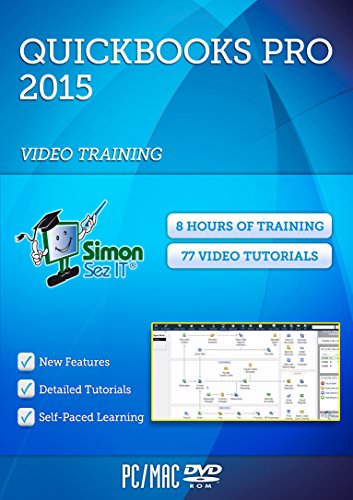 QUICKBOOKS PRO
2015
VIDEO TRAINING
8 HOURS OF TRAINING
77 VIDEO TUTORIALS
Simon
Sez IT®
New Features
Detailed Tutorials
Self-Paced Learning
PC/MAC DVD
ROM